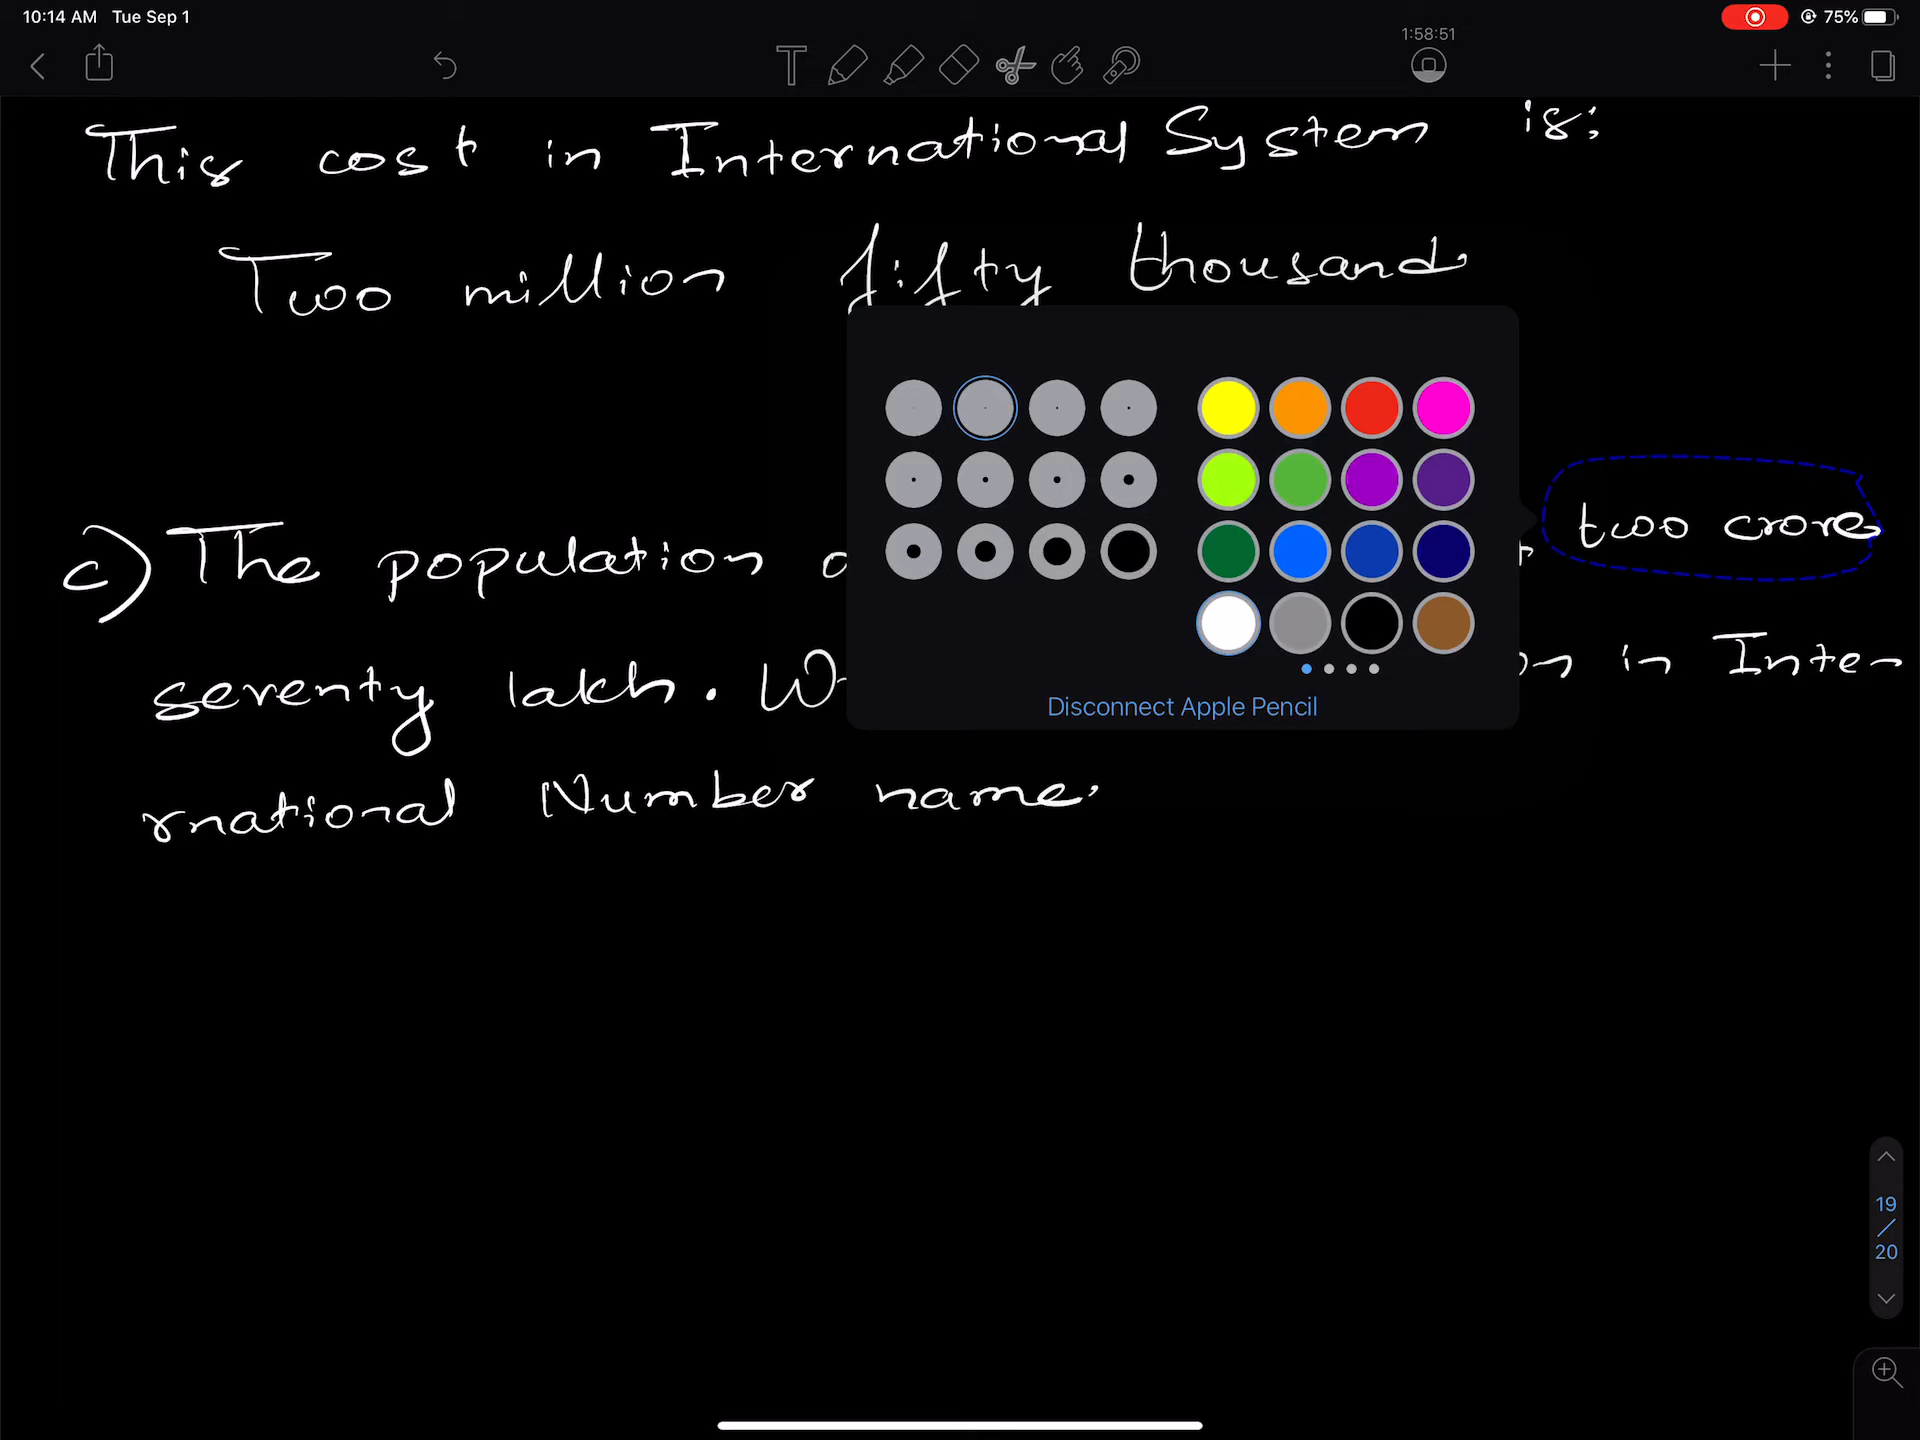 10:14 AM Tue Sep 1
75%
1:58:51
This cost in International System is:
Two million fifty thousand.
c) The population two crore
seventy lakh. in Inte-
rnational Number name.
Disconnect Apple Pencil
19
/
20